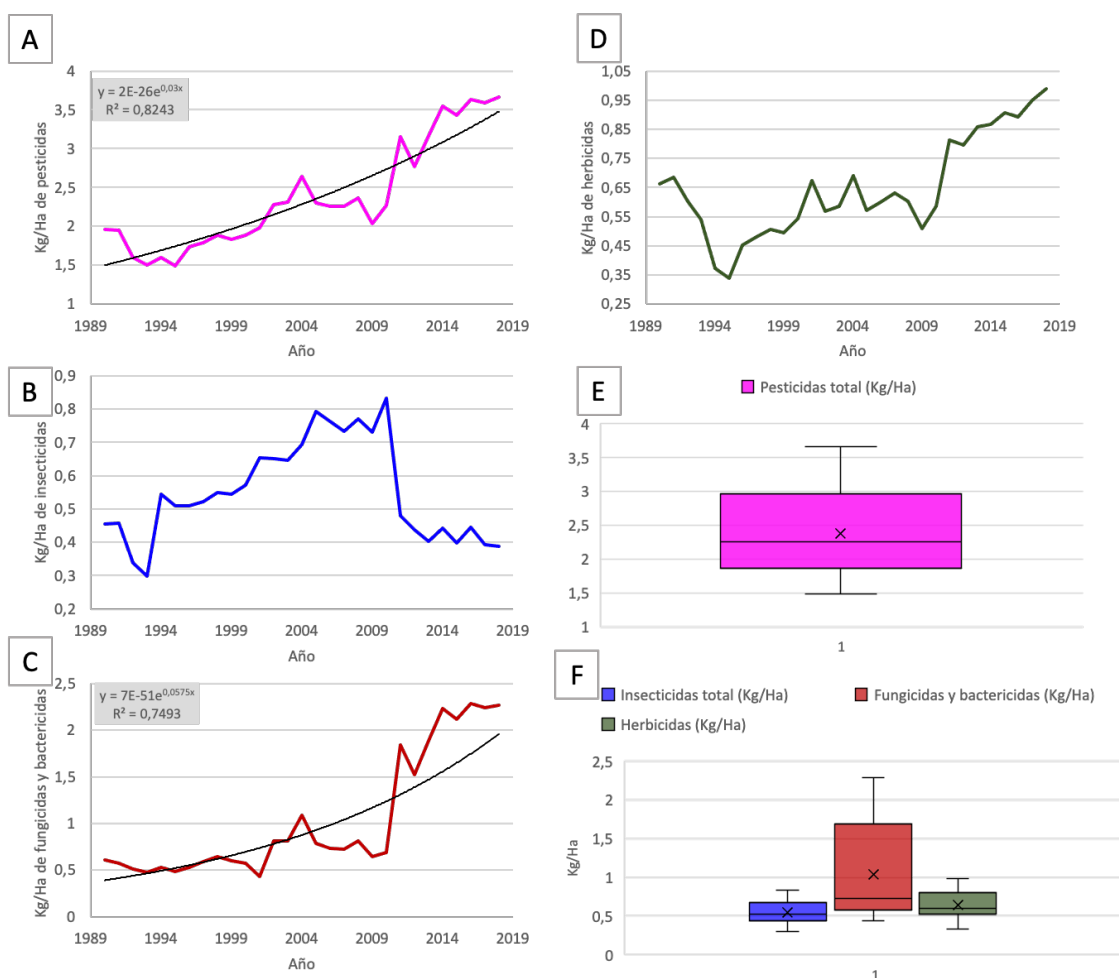 A
Kg/Ha de pesticidas
4
3,5
3
2,5
2
1,5
1
y = 2E-26e0,03x
R² = 0,8243
1989 1994 1999 2004 2009 2014 2019
Año
B
Kg/Ha de insecticidas
0,9
0,8
0,7
0,6
0,5
0,4
0,3
0,2
1989 1994 1999 2004 2009 2014 2019
Año
C
Kg/Ha de fungicidas y bactericidas
2,5
2
1,5
1
0,5
0
y = 7E-51e0,0575x
R² = 0,7493
1989 1994 1999 2004 2009 2014 2019
Año
D
Kg/Ha de herbicidas
1,05
0,95
0,85
0,75
0,65
0,55
0,45
0,35
0,25
1989 1994 1999 2004 2009 2014 2019
Año
E
Pesticidas total (Kg/Ha)
4
3,5
3
2,5
2
1,5
1
1
F
Insecticidas total (Kg/Ha) Fungicidas y bactericidas (Kg/Ha)
Herbicidas (Kg/Ha)
Kg/Ha
2,5
2
1,5
1
0,5
0
1